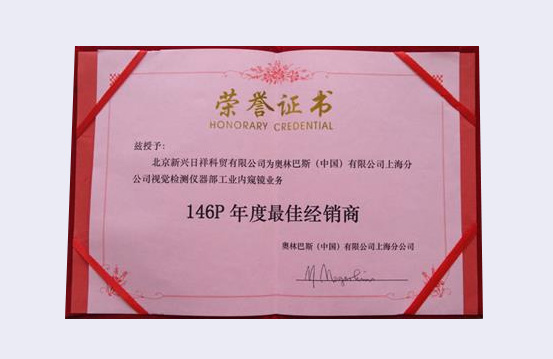 荣誉证书
HONORARY CREDENTIAL
兹授予：
北京新兴日祥科贸有限公司为奥林巴斯（中国）有限公司上海分
公司视觉检测仪器部工业内窥镜业务
146P 年度最佳经销商
奥林巴斯（中国）有限公司上海分公司